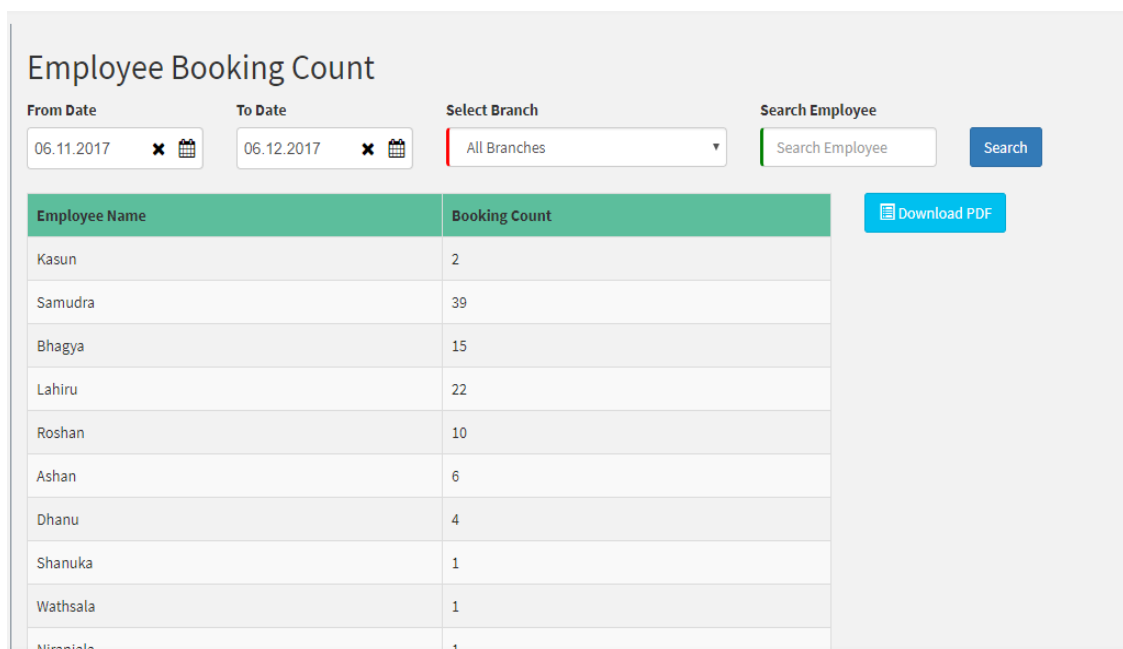 Employee Booking Count
From Date To Date Select Branch Search Employee
06.11.2017 06.12.2017 All Branches Search Employee Search
Employee Name Booking Count Download PDF
Kasun 2
Samudra 39
Bhagya 15
Lahiru 22
Roshan 10
Ashan 6
Dhanu 4
Shanuka 1
Wathsala 1